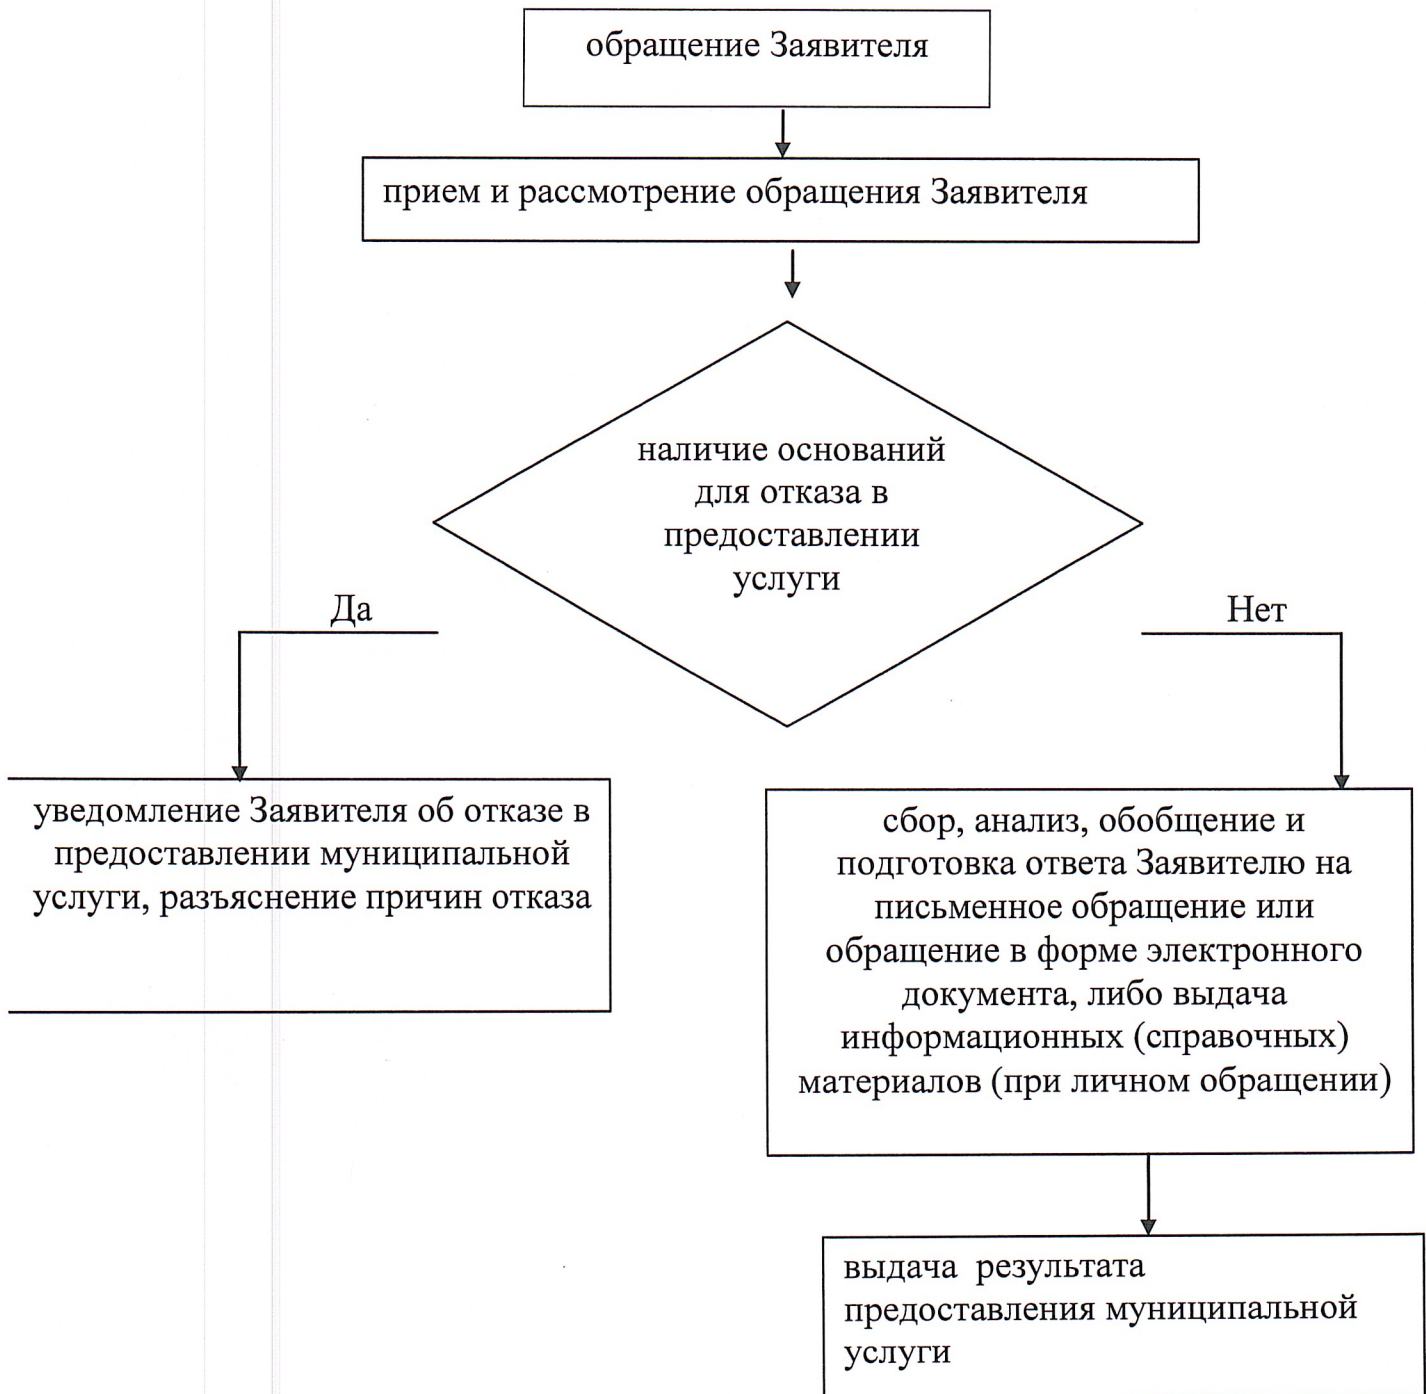 обращение Заявителя
прием и рассмотрение обращения Заявителя
наличие оснований
для отказа в
предоставлении
услуги
Да
Нет
уведомление Заявителя об отказе в
предоставлении муниципальной
услуги, разъяснение причин отказа
сбор, анализ, обобщение и
подготовка ответа Заявителю на
письменное обращение или
обращение в форме электронного
документа, либо выдача
информационных (справочных)
материалов (при личном обращении)
выдача  результата
предоставления муниципальной
услуги